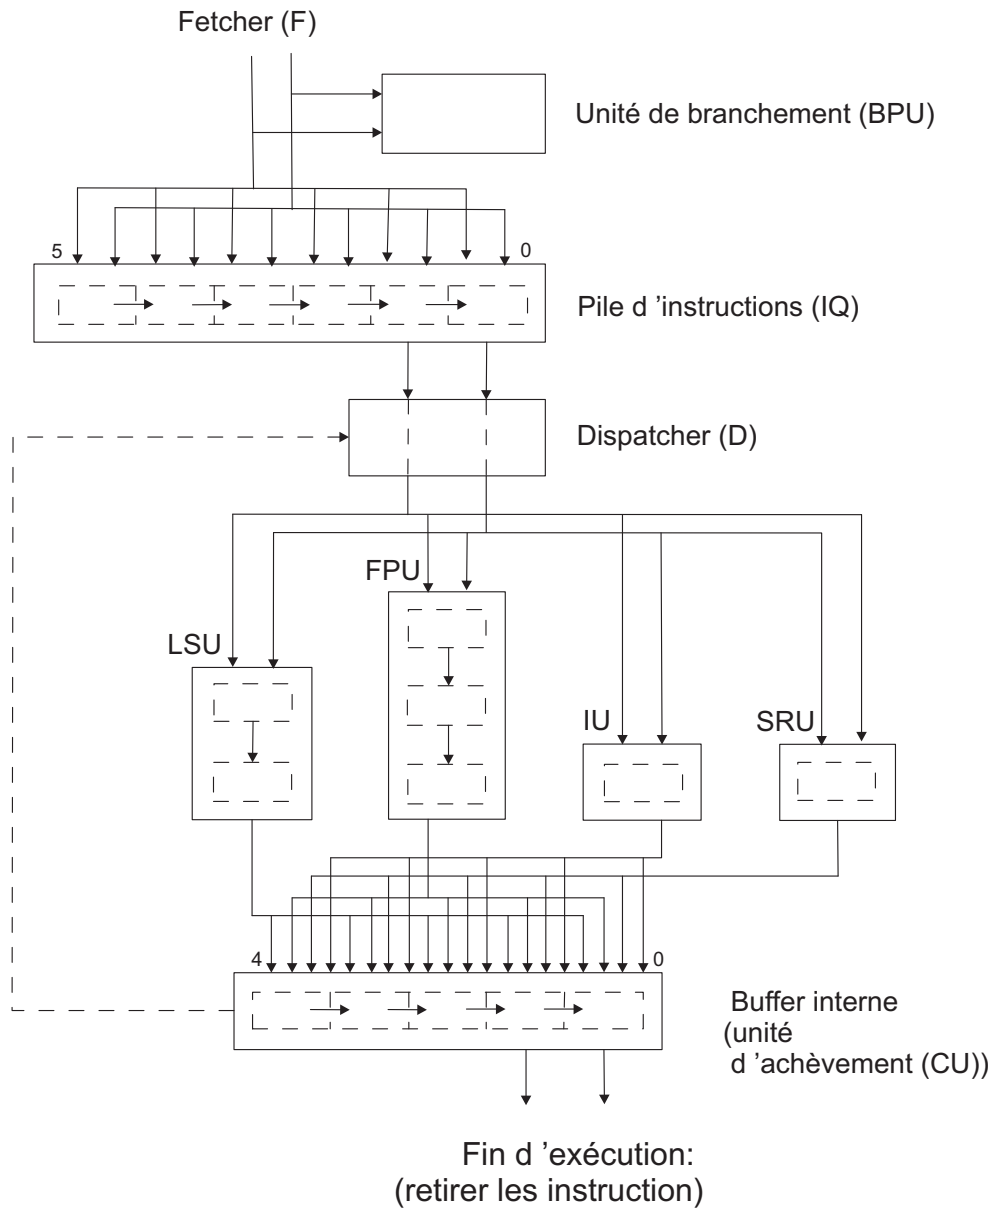 Fetcher (F)
Unité de branchement (BPU)
5
0
Pile d 'instructions (IQ)
Dispatcher (D)
FPU
LSU
IU
SRU
4
0
Buffer interne
(unité
d 'achèvement (CU))
Fin d 'exécution:
(retirer les instruction)